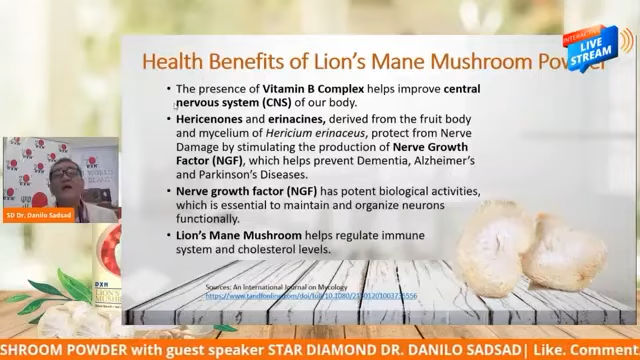 INTERACTIVE
LIVE
STREAM
Health Benefits of Lion's Mane Mushroom Powder
• The presence of Vitamin B Complex helps improve central
nervous system (CNS) of our body.
• Hericenones and erinacines, derived from the fruit body
and mycelium of Hericium erinaceus, protect from Nerve
Damage by stimulating the production of Nerve Growth
Factor (NGF), which helps prevent Dementia, Alzheimer's
and Parkinson's Diseases.
• Nerve growth factor (NGF) has potent biological activities,
which is essential to maintain and organize neurons
functionally.
• Lion's Mane Mushroom helps regulate immune
system and cholesterol levels.
SD Dr. Danilo Sadsad
DXN
Sources: An International Journal on Mycology
SHROOM POWDER with guest speaker STAR DIAMOND DR. DANILO SADSAD| Like. Comment